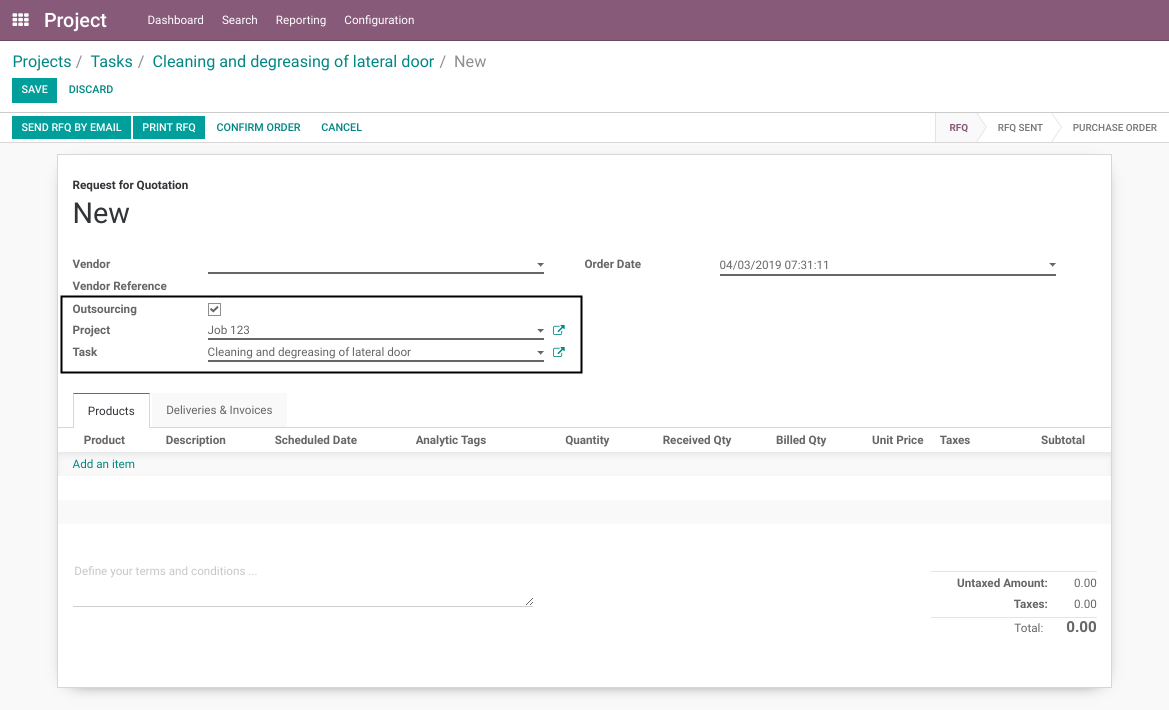 Project Dashboard Search Reporting Configuration
Projects / Tasks / Cleaning and degreasing of lateral door / New
SAVE DISCARD
SEND RFQ BY EMAIL PRINT RFQ CONFIRM ORDER CANCEL RFQ RFQ SENT PURCHASE ORDER
Request for Quotation
New
Vendor Order Date 04/03/2019 07:31:11
Vendor Reference
Outsourcing
Project Job 123
Task Cleaning and degreasing of lateral door
Products Deliveries & Invoices
Product Description Scheduled Date Analytic Tags Quantity Received Qty Billed Qty Unit Price Taxes Subtotal
Add an item
Define your terms and conditions ...
Untaxed Amount: 0.00
Taxes: 0.00
Total: 0.00